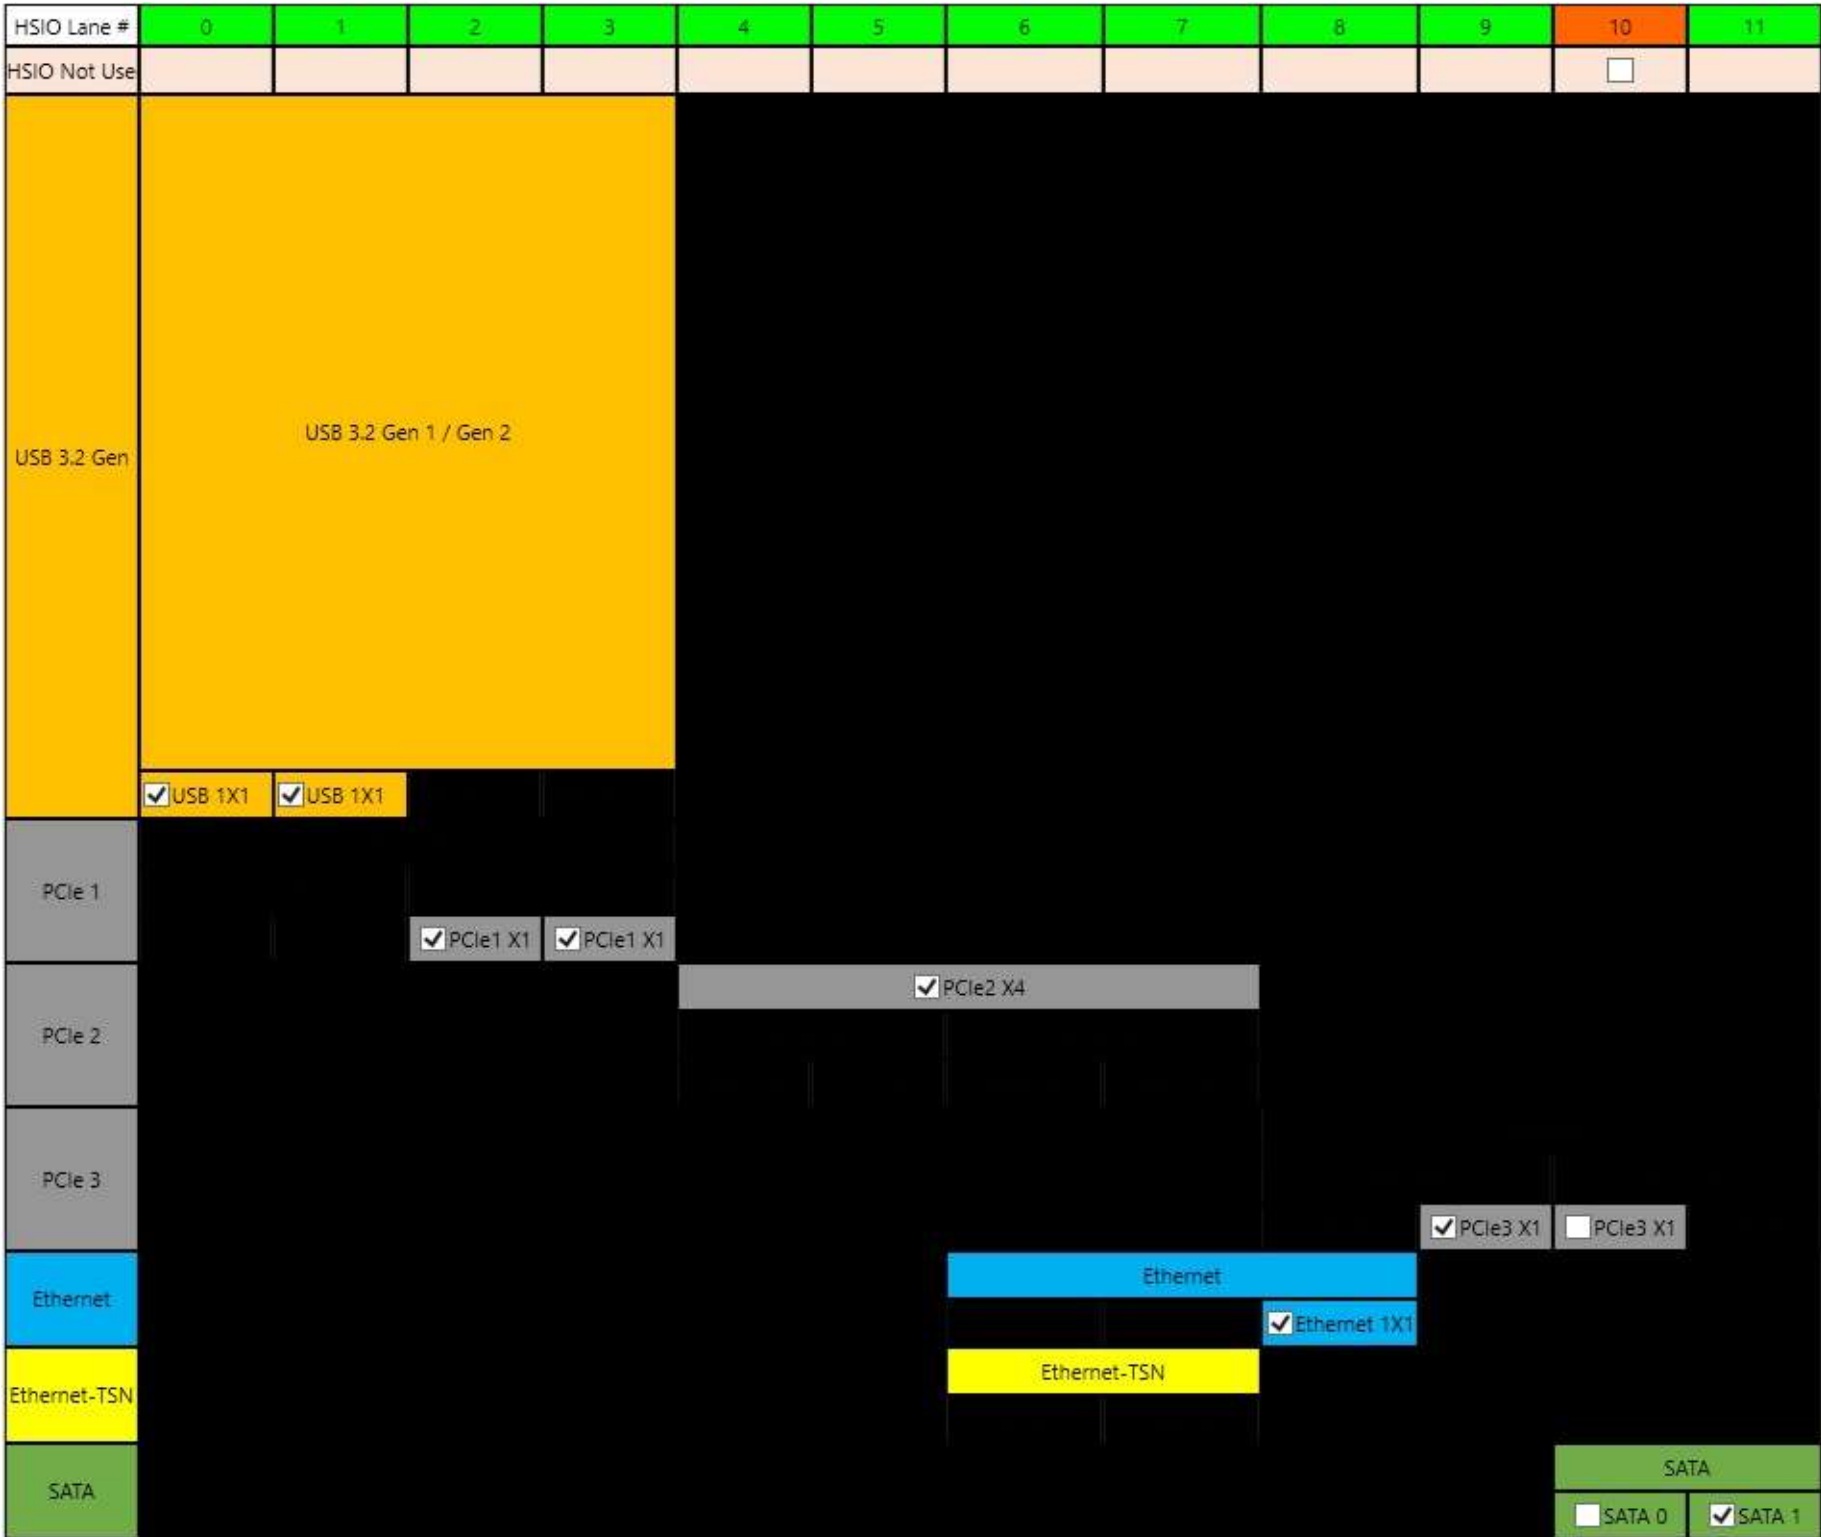 HSIO Lane # 0 1 2 3 4 5 6 7 8 9 10 11
HSIO Not Use
USB 3.2 Gen
USB 3.2 Gen 1 / Gen 2
USB 1X1 USB 1X1
PCIe 1
PCIe1 X1 PCIe1 X1
PCIe2 X4
PCIe 2
PCIe 3
PCIe3 X1 PCIe3 X1
Ethernet
Ethernet
Ethernet 1X1
Ethernet-TSN
Ethernet-TSN
SATA
SATA
SATA 0 SATA 1